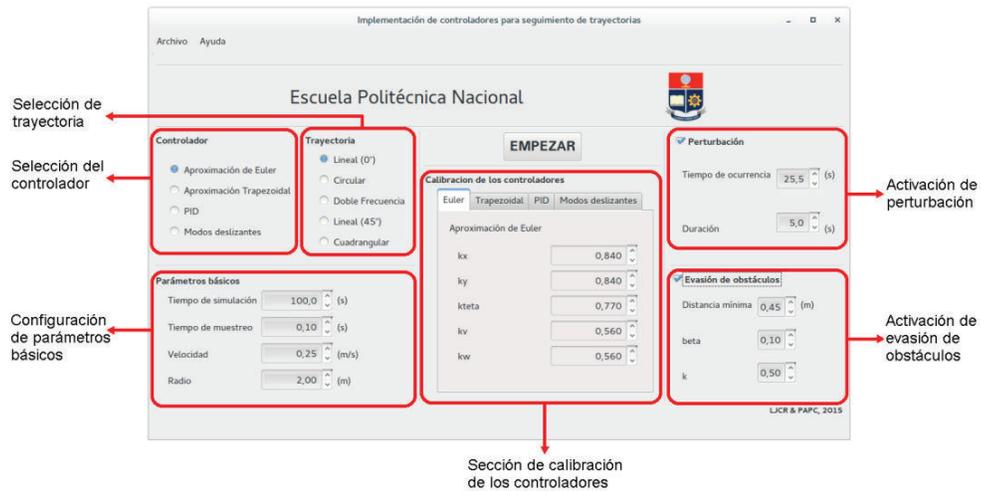 Implementación de controladores para seguimiento de trayectorias
Archivo Ayuda
Escuela Politécnica Nacional
Selección de
trayectoria
Selección del
controlador
Controlador
Aproximación de Euler
Aproximación Trapezoidal
PID
Modos deslizantes
Trayectoria
Lineal (0°)
Circular
Doble Frecuencia
Lineal (45°)
Cuadrangular
EMPEZAR
Calibracion de los controladores
Euler Trapezoidal PID Modos deslizantes
Aproximación de Euler
kx 0,840
ky 0,840
kteta 0,770
kv 0,560
kw 0,560
Perturbación
Tiempo de ocurrencia 25,5 (s)
Duración 5,0 (s)
Activación de
perturbación
Configuración
de parámetros
básicos
Parámetros básicos
Tiempo de simulación 100,0 (s)
Tiempo de muestreo 0,10 (s)
Velocidad 0,25 (m/s)
Radio 2,00 (m)
Evasión de obstáculos
Distancia mínima 0,45 (m)
beta 0,10
k 0,50
Activación de
evasión de
obstáculos
LJCR & PAPC, 2015
Sección de calibración
de los controladores